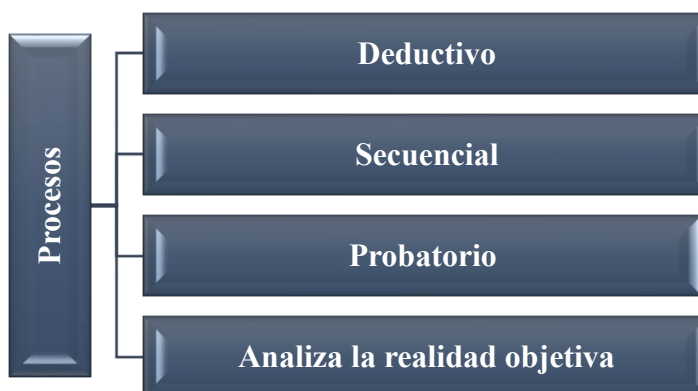 Procesos
Deductivo
Secuencial
Probatorio
Analiza la realidad objetiva